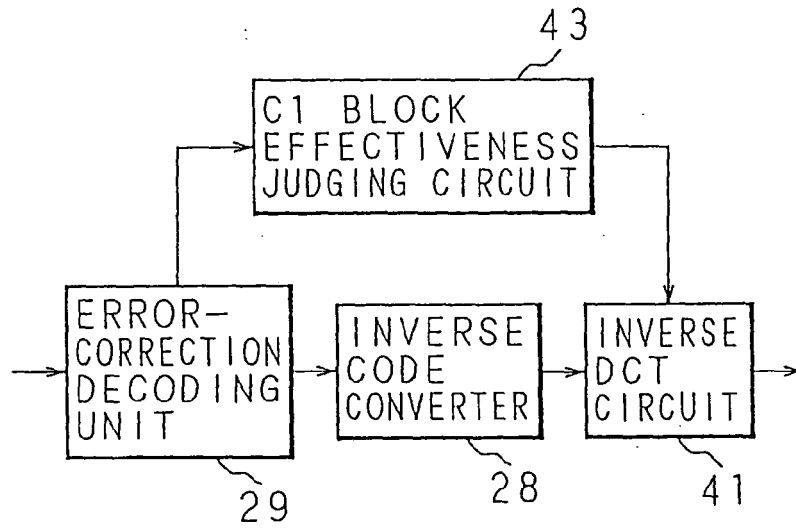 43
C1 BLOCK
EFFECTIVENESS
JUDGING CIRCUIT
ERROR-
CORRECTION
DECODING
UNIT
INVERSE
CODE
CONVERTER
INVERSE
DCT
CIRCUIT
29
28
41